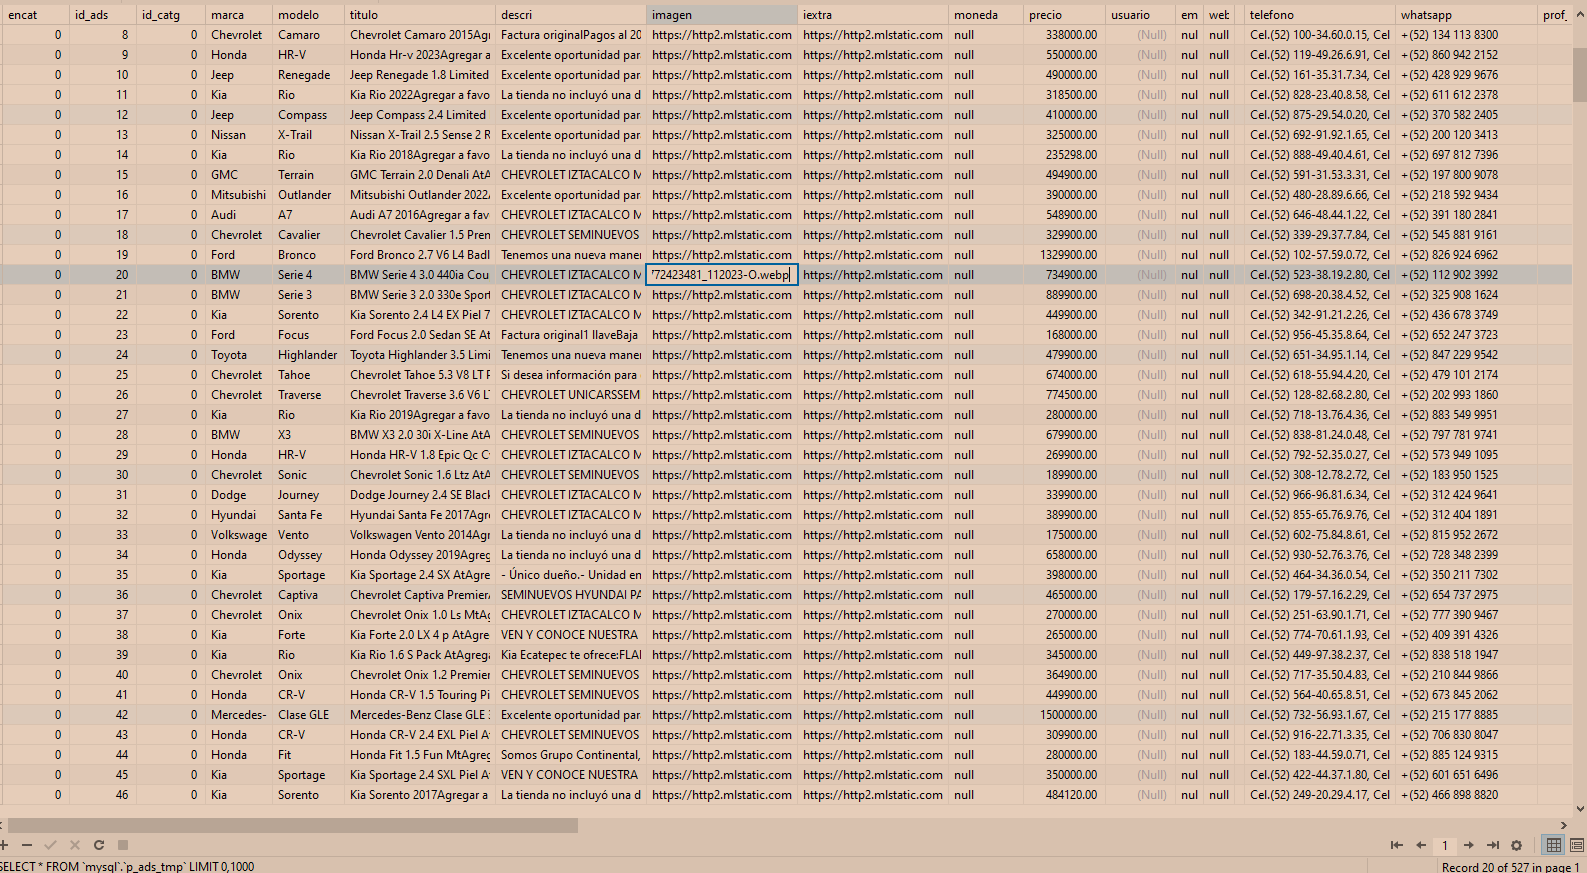 encat id_ads id_catg marca modelo titulo descri imagen iextra moneda precio usuario em web telefono whatsapp prof_
0 8 0 Chevrolet Camaro Chevrolet Camaro 2015Agr Factura originalPagos al 20 https://http2.mlstatic.com https://http2.mlstatic.com null 338000.00 (Null) nul null Cel.(52) 100-34.60.0.15, Cel +(52) 134 113 8300
0 9 0 Honda HR-V Honda Hr-v 2023Agregar a Excelente oportunidad par https://http2.mlstatic.com https://http2.mlstatic.com null 550000.00 (Null) nul null Cel.(52) 119-49.26.6.91, Cel +(52) 860 942 2152
0 10 0 Jeep Renegade Jeep Renegade 1.8 Limited Excelente oportunidad par https://http2.mlstatic.com https://http2.mlstatic.com null 490000.00 (Null) nul null Cel.(52) 161-35.31.7.34, Cel +(52) 428 929 9676
0 11 0 Kia Rio Kia Rio 2022Agregar a favo La tienda no incluyó una d https://http2.mlstatic.com https://http2.mlstatic.com null 318500.00 (Null) nul null Cel.(52) 828-23.40.8.58, Cel +(52) 611 612 2378
0 12 0 Jeep Compass Jeep Compass 2.4 Limited Excelente oportunidad par https://http2.mlstatic.com https://http2.mlstatic.com null 410000.00 (Null) nul null Cel.(52) 875-29.54.0.20, Cel +(52) 370 582 2405
0 13 0 Nissan X-Trail Nissan X-Trail 2.5 Sense 2 R Excelente oportunidad par https://http2.mlstatic.com https://http2.mlstatic.com null 325000.00 (Null) nul null Cel.(52) 692-91.92.1.65, Cel +(52) 200 120 3413
0 14 0 Kia Rio Kia Rio 2018Agregar a favo La tienda no incluyó una d https://http2.mlstatic.com https://http2.mlstatic.com null 235298.00 (Null) nul null Cel.(52) 888-49.40.4.61, Cel +(52) 697 812 7396
0 15 0 GMC Terrain GMC Terrain 2.0 Denali AtA CHEVROLET IZTACALCO M https://http2.mlstatic.com https://http2.mlstatic.com null 494900.00 (Null) nul null Cel.(52) 591-31.53.3.31, Cel +(52) 197 800 9078
0 16 0 Mitsubishi Outlander Mitsubishi Outlander 2022A Excelente oportunidad par https://http2.mlstatic.com https://http2.mlstatic.com null 390000.00 (Null) nul null Cel.(52) 480-28.89.6.66, Cel +(52) 218 592 9434
0 17 0 Audi A7 Audi A7 2016Agregar a fav CHEVROLET IZTACALCO M https://http2.mlstatic.com https://http2.mlstatic.com null 548900.00 (Null) nul null Cel.(52) 646-48.44.1.22, Cel +(52) 391 180 2841
0 18 0 Chevrolet Cavalier Chevrolet Cavalier 1.5 Pren CHEVROLET SEMINUEVOS https://http2.mlstatic.com https://http2.mlstatic.com null 329900.00 (Null) nul null Cel.(52) 339-29.37.7.84, Cel +(52) 545 881 9161
0 19 0 Ford Bronco Ford Bronco 2.7 V6 L4 Badl Tenemos una nueva maner https://http2.mlstatic.com https://http2.mlstatic.com null 1329900.00 (Null) nul null Cel.(52) 102-57.59.0.72, Cel +(52) 826 924 6962
0 20 0 BMW Serie 4 BMW Serie 4 3.0 440ia Cou CHEVROLET IZTACALCO M 72423481_112023-O.webp https://http2.mlstatic.com null 734900.00 (Null) nul null Cel.(52) 523-38.19.2.80, Cel +(52) 112 902 3992
0 21 0 BMW Serie 3 BMW Serie 3 2.0 330e Sport CHEVROLET IZTACALCO M https://http2.mlstatic.com https://http2.mlstatic.com null 889900.00 (Null) nul null Cel.(52) 698-20.38.4.52, Cel +(52) 325 908 1624
0 22 0 Kia Sorento Kia Sorento 2.4 L4 EX Piel 7 CHEVROLET IZTACALCO M https://http2.mlstatic.com https://http2.mlstatic.com null 449900.00 (Null) nul null Cel.(52) 342-91.21.2.26, Cel +(52) 436 678 3749
0 23 0 Ford Focus Ford Focus 2.0 Sedan SE At Factura original1 llaveBaja https://http2.mlstatic.com https://http2.mlstatic.com null 168000.00 (Null) nul null Cel.(52) 956-45.35.8.64, Cel +(52) 652 247 3723
0 24 0 Toyota Highlander Toyota Highlander 3.5 Limi Tenemos una nueva maner https://http2.mlstatic.com https://http2.mlstatic.com null 479900.00 (Null) nul null Cel.(52) 651-34.95.1.14, Cel +(52) 847 229 9542
0 25 0 Chevrolet Tahoe Chevrolet Tahoe 5.3 V8 LT P Si desea información para https://http2.mlstatic.com https://http2.mlstatic.com null 674000.00 (Null) nul null Cel.(52) 618-55.94.4.20, Cel +(52) 479 101 2174
0 26 0 Chevrolet Traverse Chevrolet Traverse 3.6 V6 LT CHEVROLET UNICARSSEM https://http2.mlstatic.com https://http2.mlstatic.com null 774500.00 (Null) nul null Cel.(52) 128-82.68.2.80, Cel +(52) 202 993 1860
0 27 0 Kia Rio Kia Rio 2019Agregar a favo La tienda no incluyó una d https://http2.mlstatic.com https://http2.mlstatic.com null 280000.00 (Null) nul null Cel.(52) 718-13.76.4.36, Cel +(52) 883 549 9951
0 28 0 BMW X3 BMW X3 2.0 30i X-Line AtA CHEVROLET SEMINUEVOS https://http2.mlstatic.com https://http2.mlstatic.com null 679900.00 (Null) nul null Cel.(52) 838-81.24.0.48, Cel +(52) 797 781 9741
0 29 0 Honda HR-V Honda HR-V 1.8 Epic Qc C CHEVROLET IZTACALCO M https://http2.mlstatic.com https://http2.mlstatic.com null 269900.00 (Null) nul null Cel.(52) 792-52.35.0.27, Cel +(52) 573 949 1095
0 30 0 Chevrolet Sonic Chevrolet Sonic 1.6 Ltz AtA CHEVROLET SEMINUEVOS https://http2.mlstatic.com https://http2.mlstatic.com null 189900.00 (Null) nul null Cel.(52) 308-12.78.2.72, Cel +(52) 183 950 1525
0 31 0 Dodge Journey Dodge Journey 2.4 SE Black CHEVROLET IZTACALCO M https://http2.mlstatic.com https://http2.mlstatic.com null 339900.00 (Null) nul null Cel.(52) 966-96.81.6.34, Cel +(52) 312 424 9641
0 32 0 Hyundai Santa Fe Hyundai Santa Fe 2017Agre CHEVROLET IZTACALCO M https://http2.mlstatic.com https://http2.mlstatic.com null 389900.00 (Null) nul null Cel.(52) 855-65.76.9.76, Cel +(52) 312 404 1891
0 33 0 Volkswage Vento Volkswagen Vento 2014Agr La tienda no incluyó una d https://http2.mlstatic.com https://http2.mlstatic.com null 175000.00 (Null) nul null Cel.(52) 602-75.84.8.61, Cel +(52) 815 952 2672
0 34 0 Honda Odyssey Honda Odyssey 2019Agreg La tienda no incluyó una d https://http2.mlstatic.com https://http2.mlstatic.com null 658000.00 (Null) nul null Cel.(52) 930-52.76.3.76, Cel +(52) 728 348 2399
0 35 0 Kia Sportage Kia Sportage 2.4 SX AtAgre - Único dueño.- Unidad en https://http2.mlstatic.com https://http2.mlstatic.com null 398000.00 (Null) nul null Cel.(52) 464-34.36.0.54, Cel +(52) 350 211 7302
0 36 0 Chevrolet Captiva Chevrolet Captiva PremierA SEMINUEVOS HYUNDAI PA https://http2.mlstatic.com https://http2.mlstatic.com null 465000.00 (Null) nul null Cel.(52) 179-57.16.2.29, Cel +(52) 654 737 2975
0 37 0 Chevrolet Onix Chevrolet Onix 1.0 Ls MtAg CHEVROLET IZTACALCO M https://http2.mlstatic.com https://http2.mlstatic.com null 270000.00 (Null) nul null Cel.(52) 251-63.90.1.71, Cel +(52) 777 390 9467
0 38 0 Kia Forte Kia Forte 2.0 LX 4 p AtAgre VEN Y CONOCE NUESTRA https://http2.mlstatic.com https://http2.mlstatic.com null 265000.00 (Null) nul null Cel.(52) 774-70.61.1.93, Cel +(52) 409 391 4326
0 39 0 Kia Rio Kia Rio 1.6 S Pack AtAgrega Kia Ecatepec te ofrece:FLAI https://http2.mlstatic.com https://http2.mlstatic.com null 345000.00 (Null) nul null Cel.(52) 449-97.38.2.37, Cel +(52) 838 518 1947
0 40 0 Chevrolet Onix Chevrolet Onix 1.2 Premier CHEVROLET SEMINUEVOS https://http2.mlstatic.com https://http2.mlstatic.com null 364900.00 (Null) nul null Cel.(52) 717-35.50.4.83, Cel +(52) 210 844 9866
0 41 0 Honda CR-V Honda CR-V 1.5 Touring Pi CHEVROLET SEMINUEVOS https://http2.mlstatic.com https://http2.mlstatic.com null 449900.00 (Null) nul null Cel.(52) 564-40.65.8.51, Cel +(52) 673 845 2062
0 42 0 Mercedes- Clase GLE Mercedes-Benz Clase GLE 3 Excelente oportunidad par https://http2.mlstatic.com https://http2.mlstatic.com null 1500000.00 (Null) nul null Cel.(52) 732-56.93.1.67, Cel +(52) 215 177 8885
0 43 0 Honda CR-V Honda CR-V 2.4 EXL Piel A CHEVROLET SEMINUEVOS https://http2.mlstatic.com https://http2.mlstatic.com null 309900.00 (Null) nul null Cel.(52) 916-22.71.3.35, Cel +(52) 706 830 8047
0 44 0 Honda Fit Honda Fit 1.5 Fun MtAgreg Somos Grupo Continental, https://http2.mlstatic.com https://http2.mlstatic.com null 280000.00 (Null) nul null Cel.(52) 183-44.59.0.71, Cel +(52) 885 124 9315
0 45 0 Kia Sportage Kia Sportage 2.4 SXL Piel At VEN Y CONOCE NUESTRA https://http2.mlstatic.com https://http2.mlstatic.com null 350000.00 (Null) nul null Cel.(52) 422-44.37.1.80, Cel +(52) 601 651 6496
0 46 0 Kia Sorento Kia Sorento 2017Agregar a La tienda no incluyó una d https://http2.mlstatic.com https://http2.mlstatic.com null 484120.00 (Null) nul null Cel.(52) 249-20.29.4.17, Cel +(52) 466 898 8820
1
SELECT * FROM `mysql`.`p_ads_tmp` LIMIT 0,1000 Record 20 of 527 in page 1